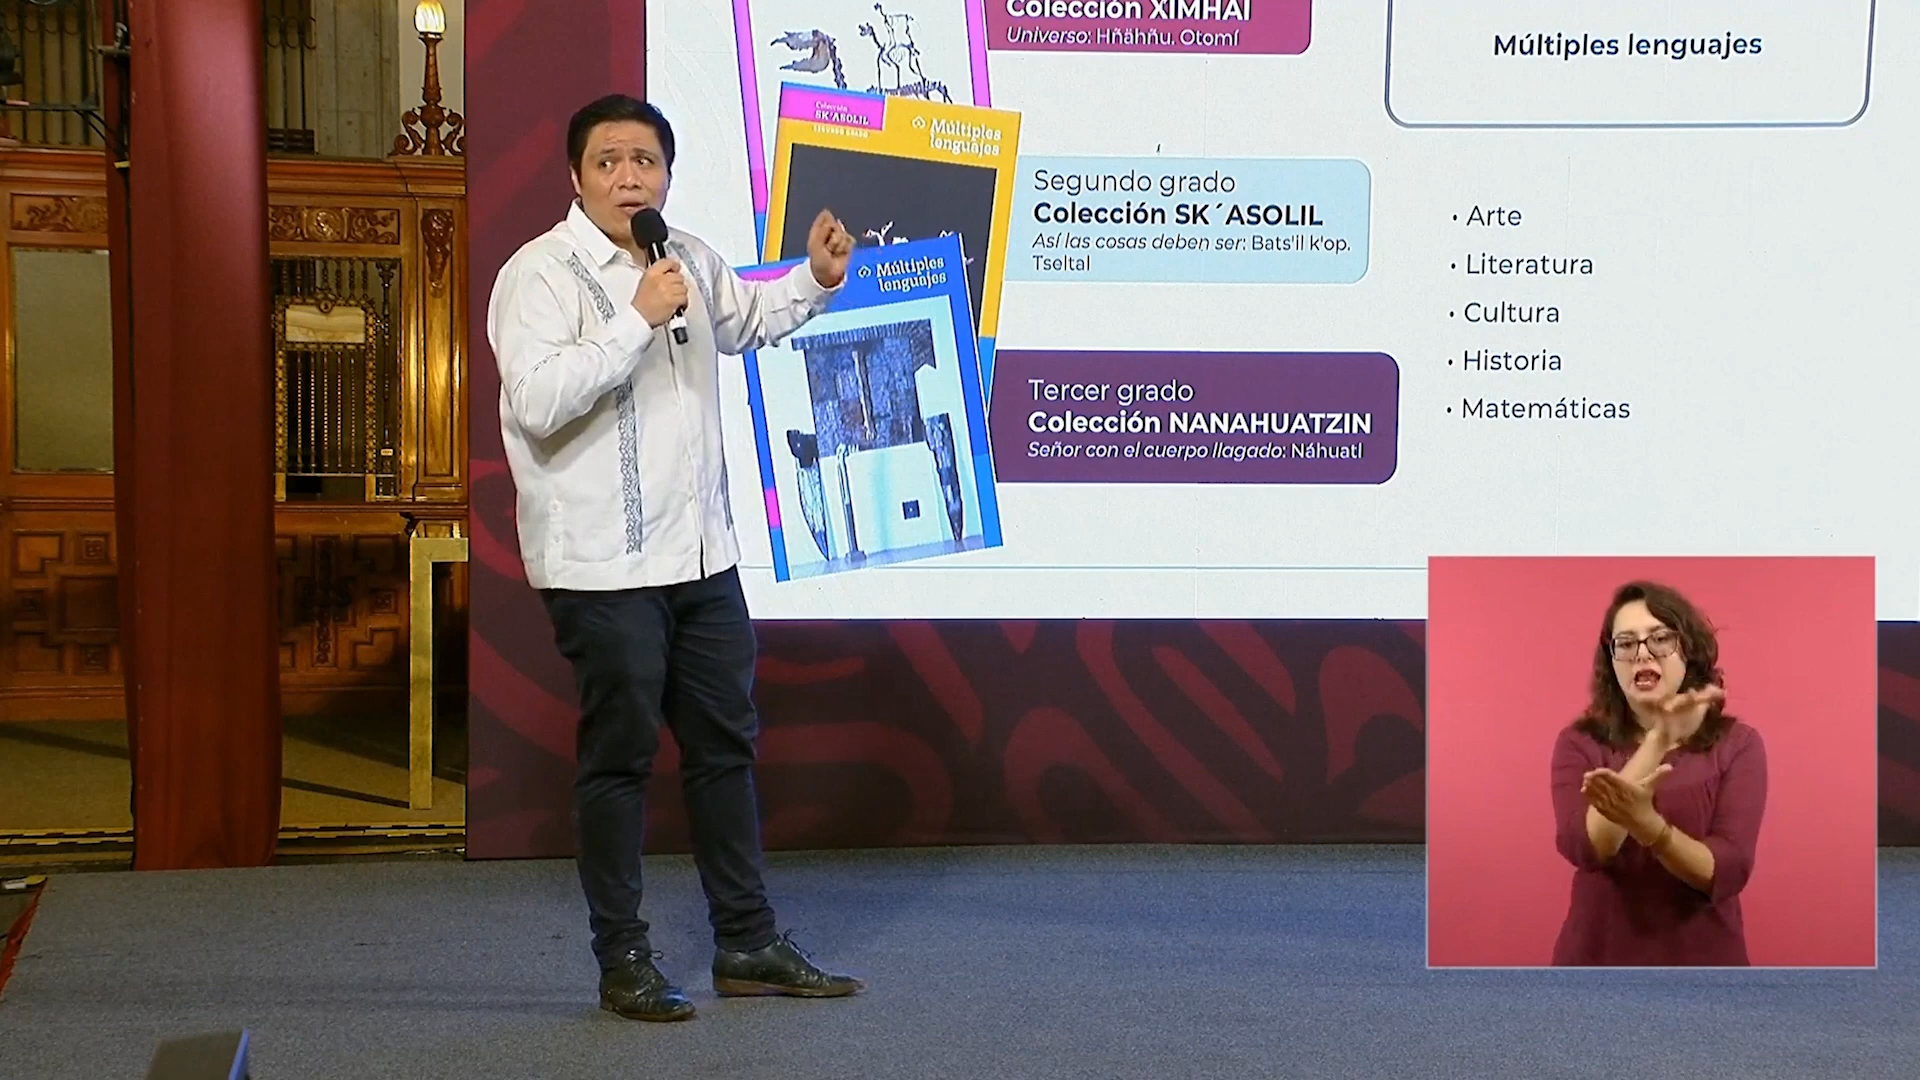 Colección XIMHAI
Universo: Hñähñu. Otomí
Múltiples lenguajes
Colección
SK´ASOLIL
SEGUNDO GRADO
Múltiples
lenguajes
Segundo grado
Colección SK´ASOLIL
Así las cosas deben ser: Bats'il k'op.
Tseltal
Múltiples
lenguajes
Tercer grado
Colección NANAHUATZIN
Señor con el cuerpo llagado: Náhuatl
• Arte
• Literatura
• Cultura
• Historia
• Matemáticas